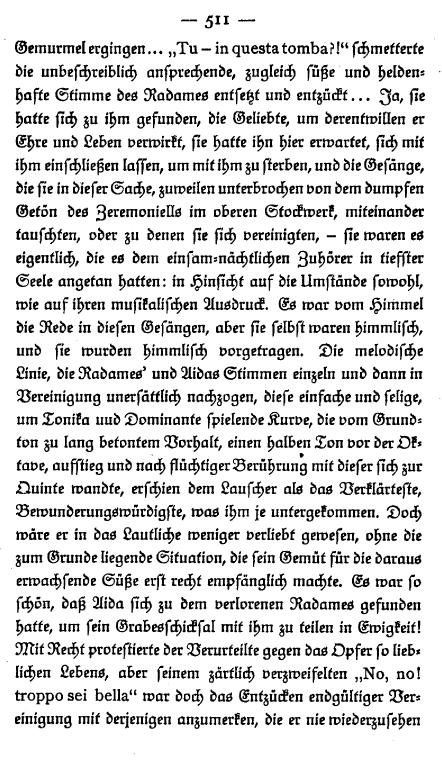 — 511 —
Gemurmel ergingen... „Tu – in questa tomba?!" schmetterte
die unbeschreiblich ansprechende, zugleich süße und helden-
hafte Stimme des Radames entsetzt und entzückt... Ja, sie
hatte sich zu ihm gefunden, die Geliebte, um derentwillen er
Ehre und Leben verwirkt, sie hatte ihn hier erwartet, sich mit
ihm einschließen lassen, um mit ihm zu sterben, und die Gesänge,
die sie in dieser Sache, zuweilen unterbrochen von dem dumpfen
Getön des Zeremoniells im oberen Stockwerk, miteinander
tauschten, oder zu denen sie sich vereinigten, – sie waren es
eigentlich, die es dem einsam-nächtlichen Zuhörer in tiefster
Seele angetan hatten: in Hinsicht auf die Umstände sowohl,
wie auf ihren musikalischen Ausdruck. Es war vom Himmel
die Rede in diesen Gesängen, aber sie selbst waren himmlisch,
und sie wurden himmlisch vorgetragen. Die melodische
Linie, die Radames' und Aidas Stimmen einzeln und dann in
Vereinigung unersättlich nachzogen, diese einfache und selige,
um Tonika uud Dominante spielende Kurve, die vom Grund-
ton zu lang betontem Vorhalt, einen halben Ton vor der Ok-
tave, aufstieg und nach flüchtiger Berührung mit dieser sich zur
Quinte wandte, erschien dem Lauscher als das Verklärteste,
Bewunderungswürdigste, was ihm je untergekommen. Doch
wäre er in das Lautliche weniger verliebt gewesen, ohne die
zum Grunde liegende Situation, die sein Gemüt für die daraus
erwachsende Süße erst recht empfänglich machte. Es war so
schön, daß Aida sich zu dem verlorenen Radames gefunden
hatte, um sein Grabesschicksal mit ihm zu teilen in Ewigkeit!
Mit Recht protestierte der Verurteilte gegen das Opfer so lieb-
lichen Lebens, aber seinem zärtlich verzweifelten "No, no!
troppo sei bella" war doch das Entzücken endgültiger Ver-
einigung mit derjenigen anzumerken, die er nie wiederzusehen